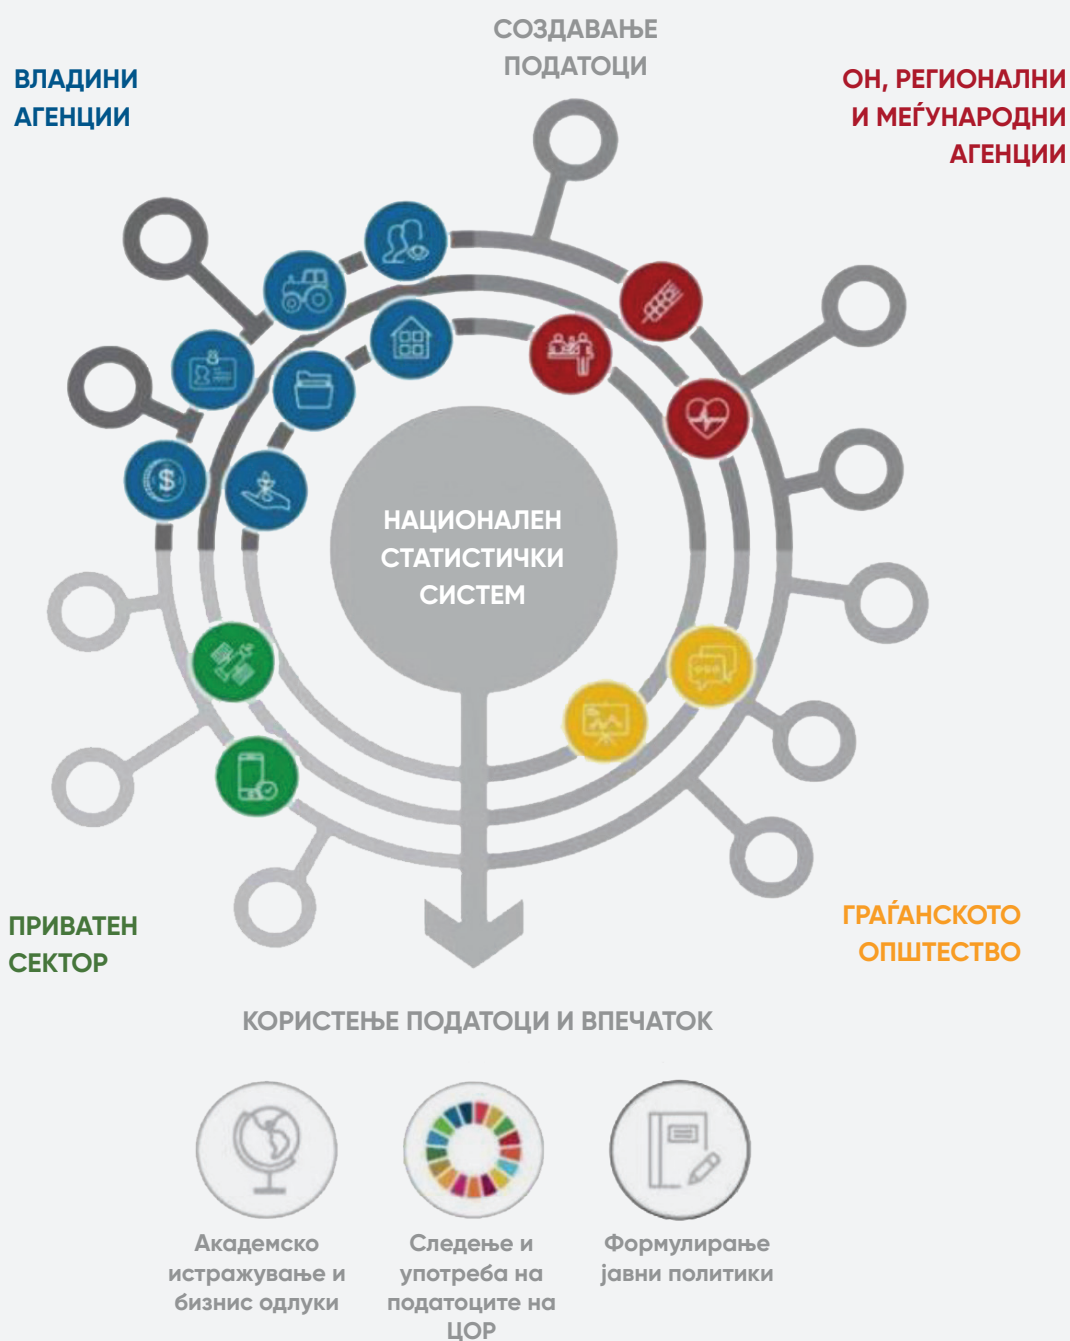 СОЗДАВАЊЕ
ПОДАТОЦИ
ВЛАДИНИ
АГЕНЦИИ
ОН, РЕГИОНАЛНИ
И МЕЃУНАРОДНИ
АГЕНЦИИ
$
НАЦИОНАЛЕН
СТАТИСТИЧКИ
СИСТЕМ
ПРИВАТЕН
СЕКТОР
ГРАЃАНСКОТО
ОПШТЕСТВО
КОРИСТЕЊЕ ПОДАТОЦИ И ВПЕЧАТОК
Академско
истражување и
бизнис одлуки
Следење и
употреба на
податоците на
ЦОР
Формулирање
јавни политики